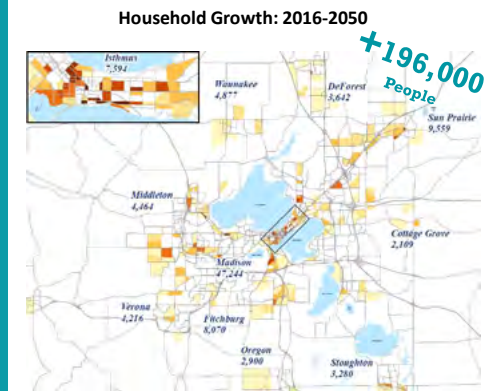 Household Growth: 2016-2050
+196,000
People
Isthmus
7,594
Waunakee
4,877
DeForest
3,642
Sun Prairie
9,559
Middleton
4,464
Cottage Grove
2,109
Madison
47,244
Verona
4,216
Fitchburg
8,070
Oregon
2,900
Stoughton
3,280